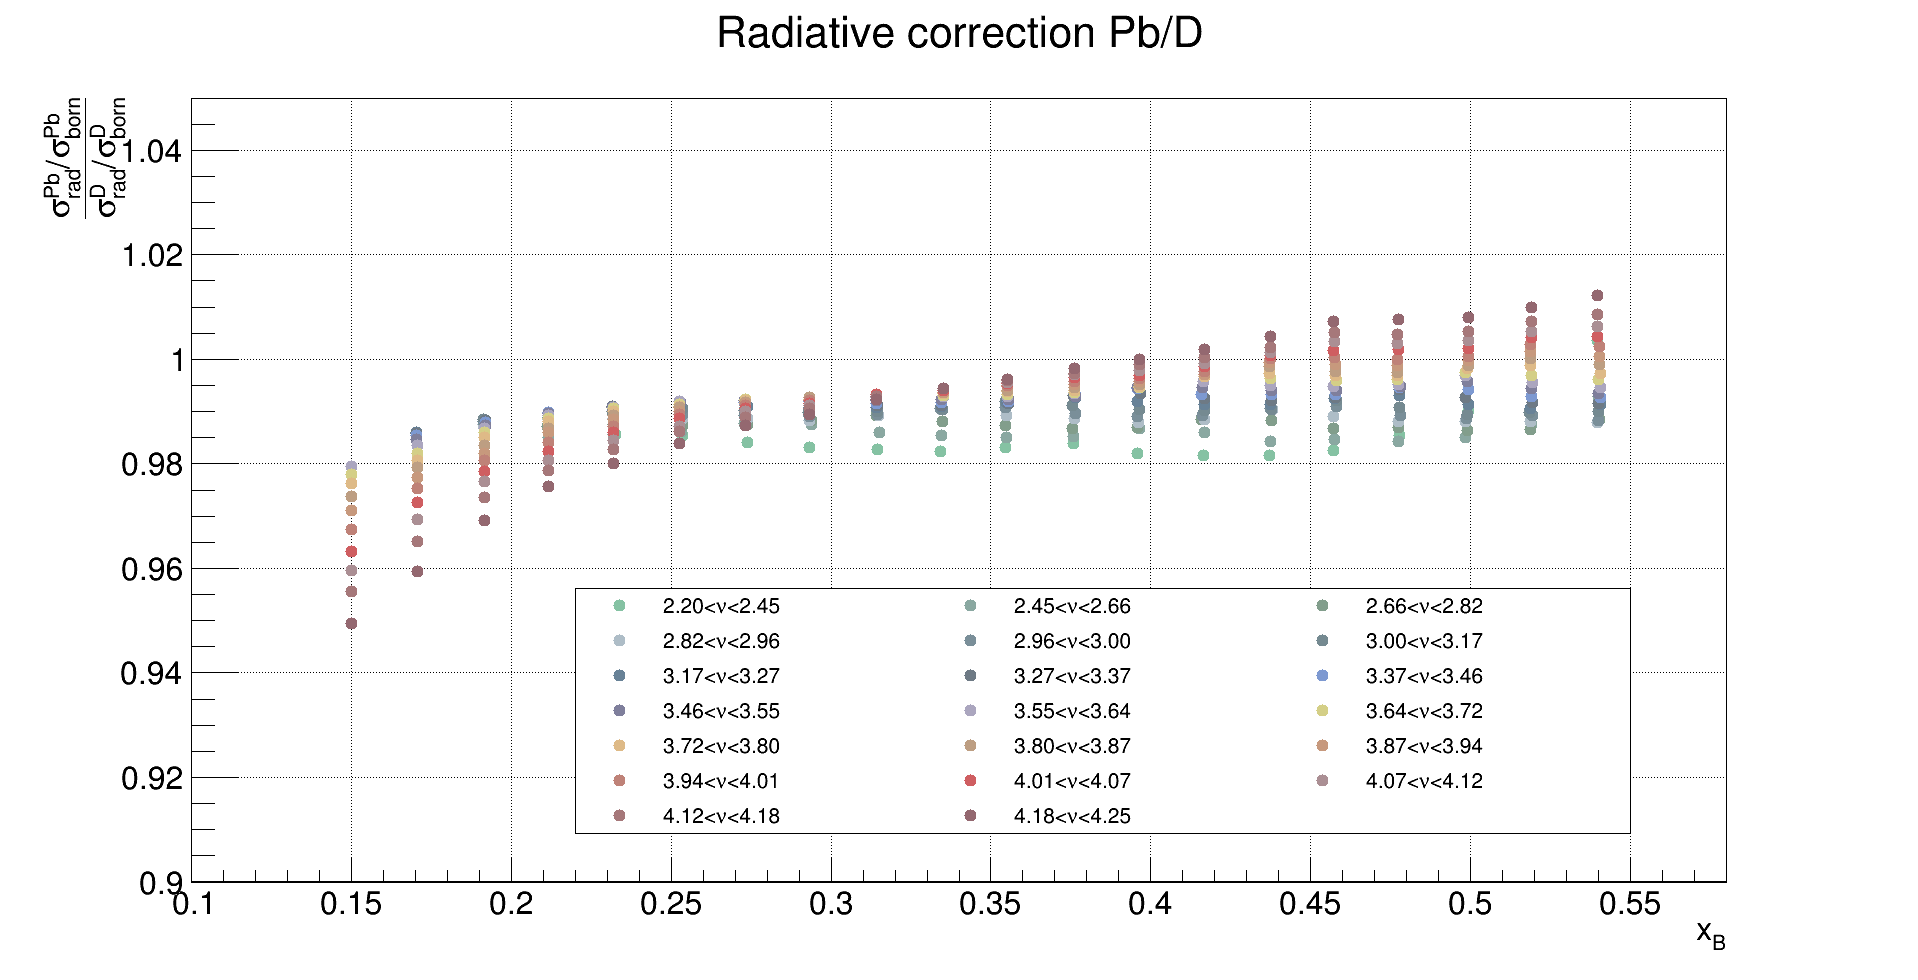 Radiative correction Pb/D
σ^Pb_rad/σ^Pb_born
σ^D_rad/σ^D_born
1.04
1.02
1
0.98
0.96
0.94
0.92
0.9
2.20<ν<2.45 2.45<ν<2.66 2.66<ν<2.82
2.82<ν<2.96 2.96<ν<3.00 3.00<ν<3.17
3.17<ν<3.27 3.27<ν<3.37 3.37<ν<3.46
3.46<ν<3.55 3.55<ν<3.64 3.64<ν<3.72
3.72<ν<3.80 3.80<ν<3.87 3.87<ν<3.94
3.94<ν<4.01 4.01<ν<4.07 4.07<ν<4.12
4.12<ν<4.18 4.18<ν<4.25
0.1 0.15 0.2 0.25 0.3 0.35 0.4 0.45 0.5 0.55
x_B